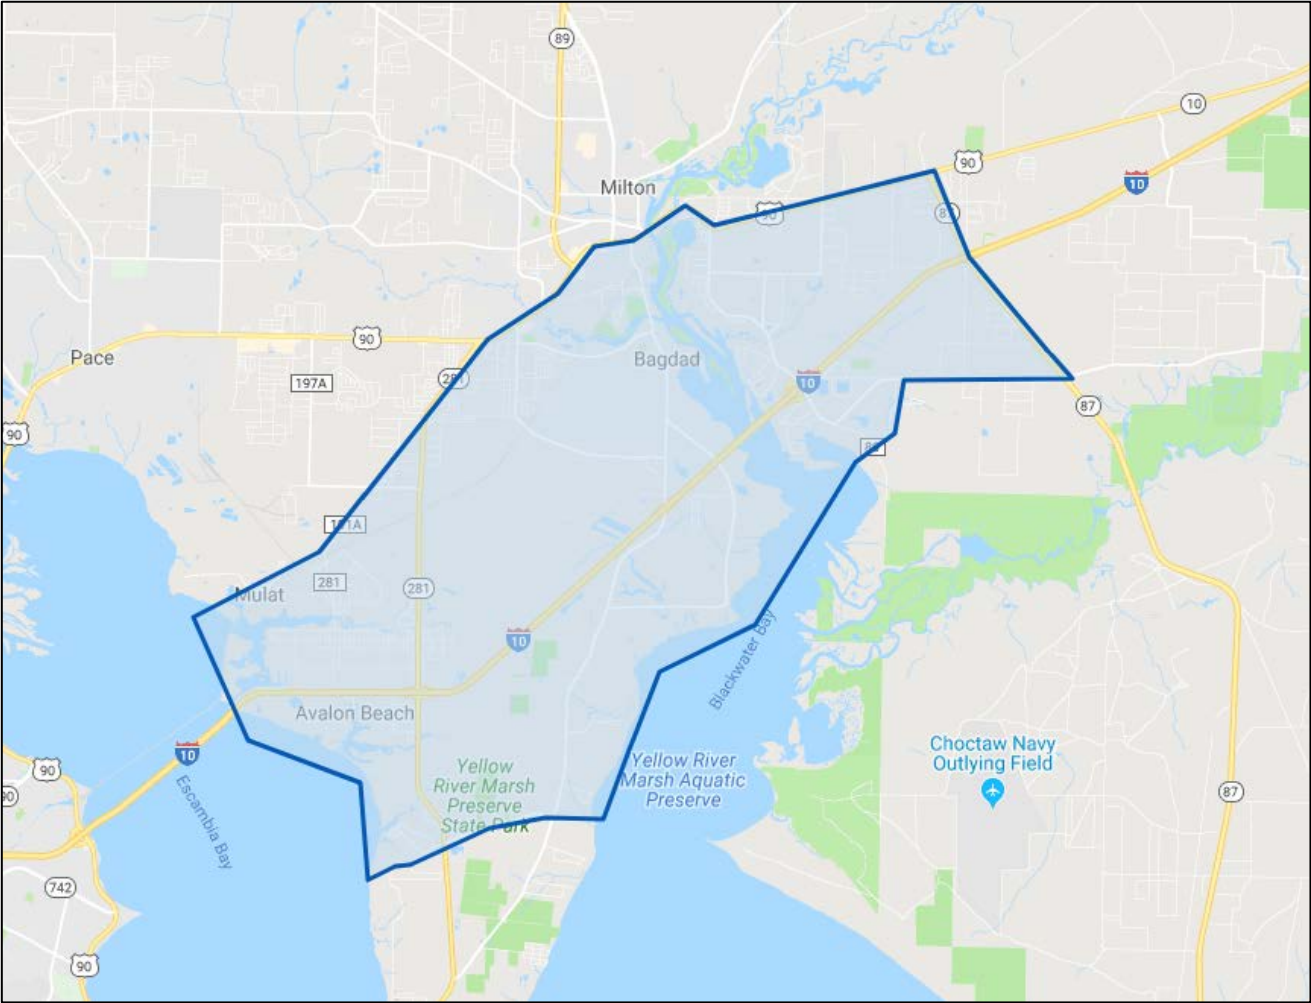 89
10
90
10
Milton
90
87
90
Pace
Bagdad
281
197A
10
87
90
191A
281
Mulat
281
10
Avalon Beach
10
90
90
Escambia Bay
Blackwater Bay
Yellow
River Marsh
Preserve
State Park
Yellow River
Marsh Aquatic
Preserve
Choctaw Navy
Outlying Field
87
742
90